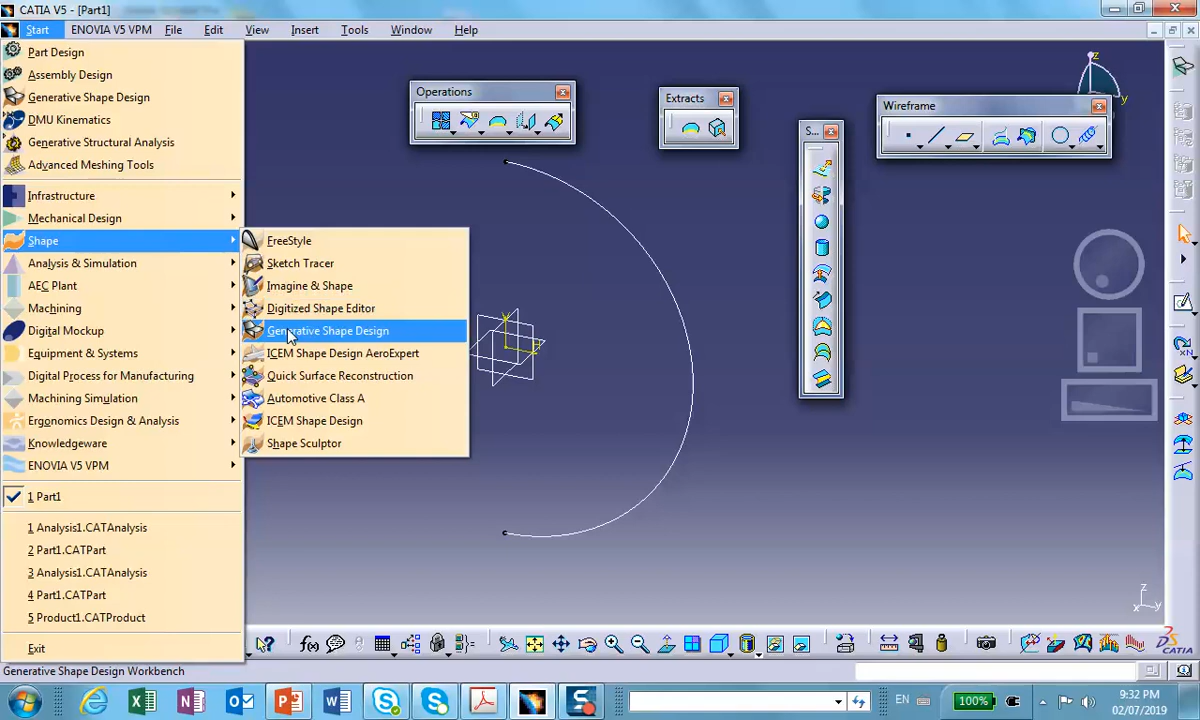 CATIA V5 - [Part1]
Start ENOVIA V5 VPM File Edit View Insert Tools Window Help
Part Design
Assembly Design
Generative Shape Design
DMU Kinematics
Generative Structural Analysis
Advanced Meshing Tools
Infrastructure
Mechanical Design
Shape
Analysis & Simulation
AEC Plant
Machining
Digital Mockup
Equipment & Systems
Digital Process for Manufacturing
Machining Simulation
Ergonomics Design & Analysis
Knowledgeware
ENOVIA V5 VPM
1 Part1
1 Analysis1.CATAnalysis
2 Part1.CATPart
3 Analysis1.CATAnalysis
4 Part1.CATPart
5 Product1.CATProduct
Exit
FreeStyle
Sketch Tracer
Imagine & Shape
Digitized Shape Editor
Generative Shape Design
ICEM Shape Design AeroExpert
Quick Surface Reconstruction
Automotive Class A
ICEM Shape Design
Shape Sculptor
Operations
Extracts
S...
Wireframe
z
y
z
x y
f(x)
CATIA
Generative Shape Design Workbench
EN
100%
9:32 PM
02/07/2019